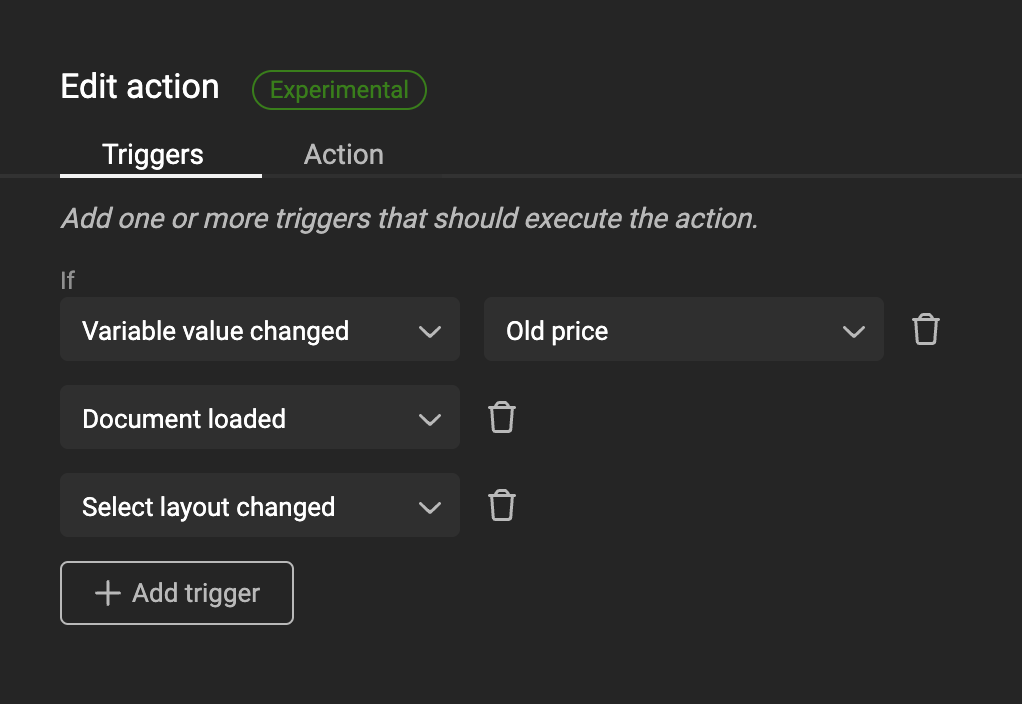 Edit action Experimental
Triggers Action
Add one or more triggers that should execute the action.
If
Variable value changed Old price
Document loaded
Select layout changed
Add trigger